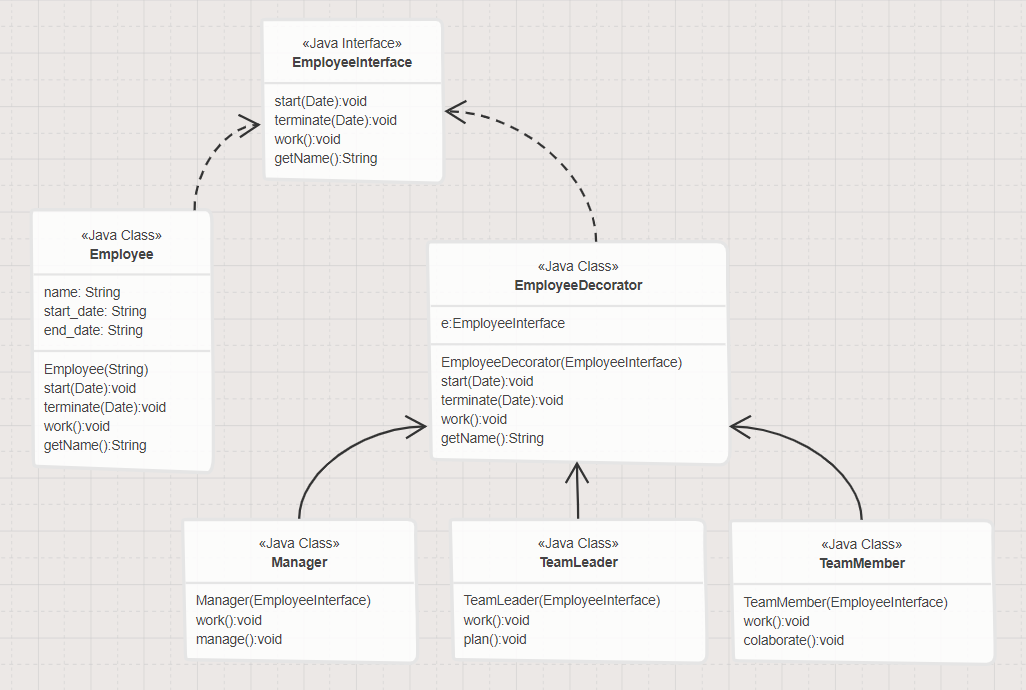 «Java Interface»
EmployeeInterface
start(Date):void
terminate(Date):void
work():void
getName():String
«Java Class»
Employee
name: String
start_date: String
end_date: String
Employee(String)
start(Date):void
terminate(Date):void
work():void
getName():String
«Java Class»
EmployeeDecorator
e:EmployeeInterface
EmployeeDecorator(EmployeeInterface)
start(Date):void
terminate(Date):void
work():void
getName():String
«Java Class»
Manager
Manager(EmployeeInterface)
work():void
manage():void
«Java Class»
TeamLeader
TeamLeader(EmployeeInterface)
work():void
plan():void
«Java Class»
TeamMember
TeamMember(EmployeeInterface)
work():void
colaborate():void